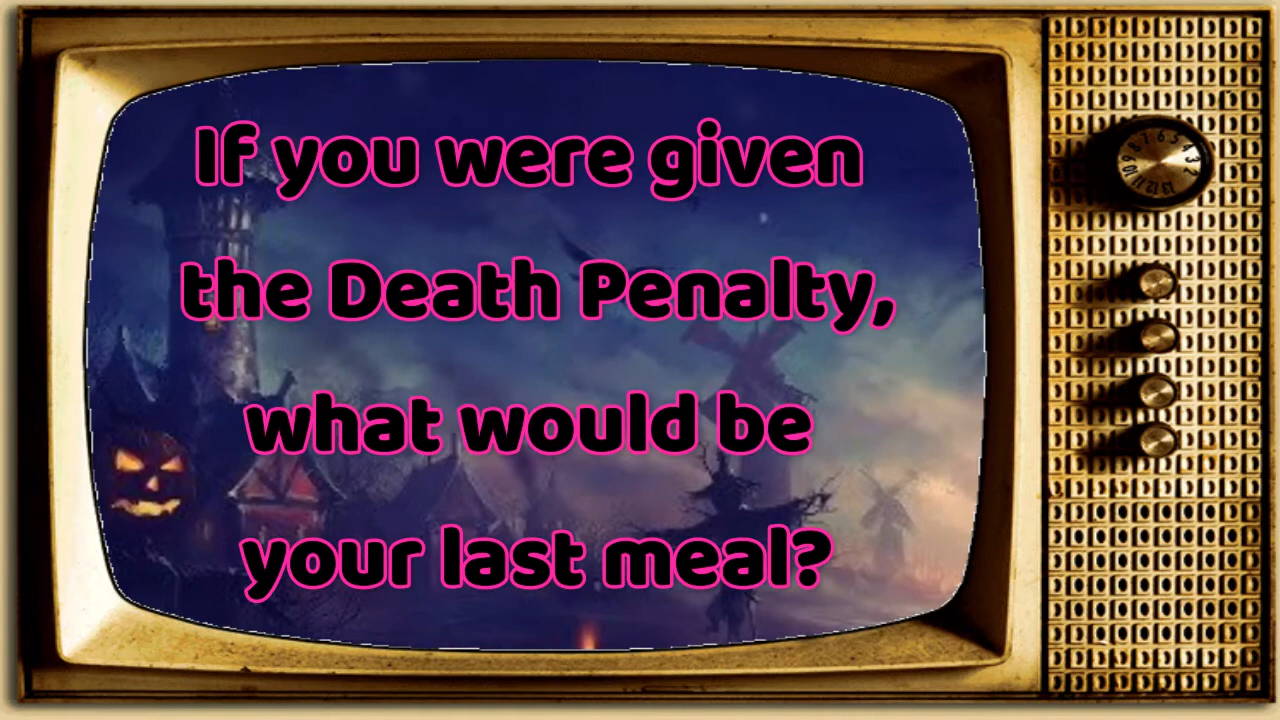 If you were given
the Death Penalty,
what would be
your last meal?